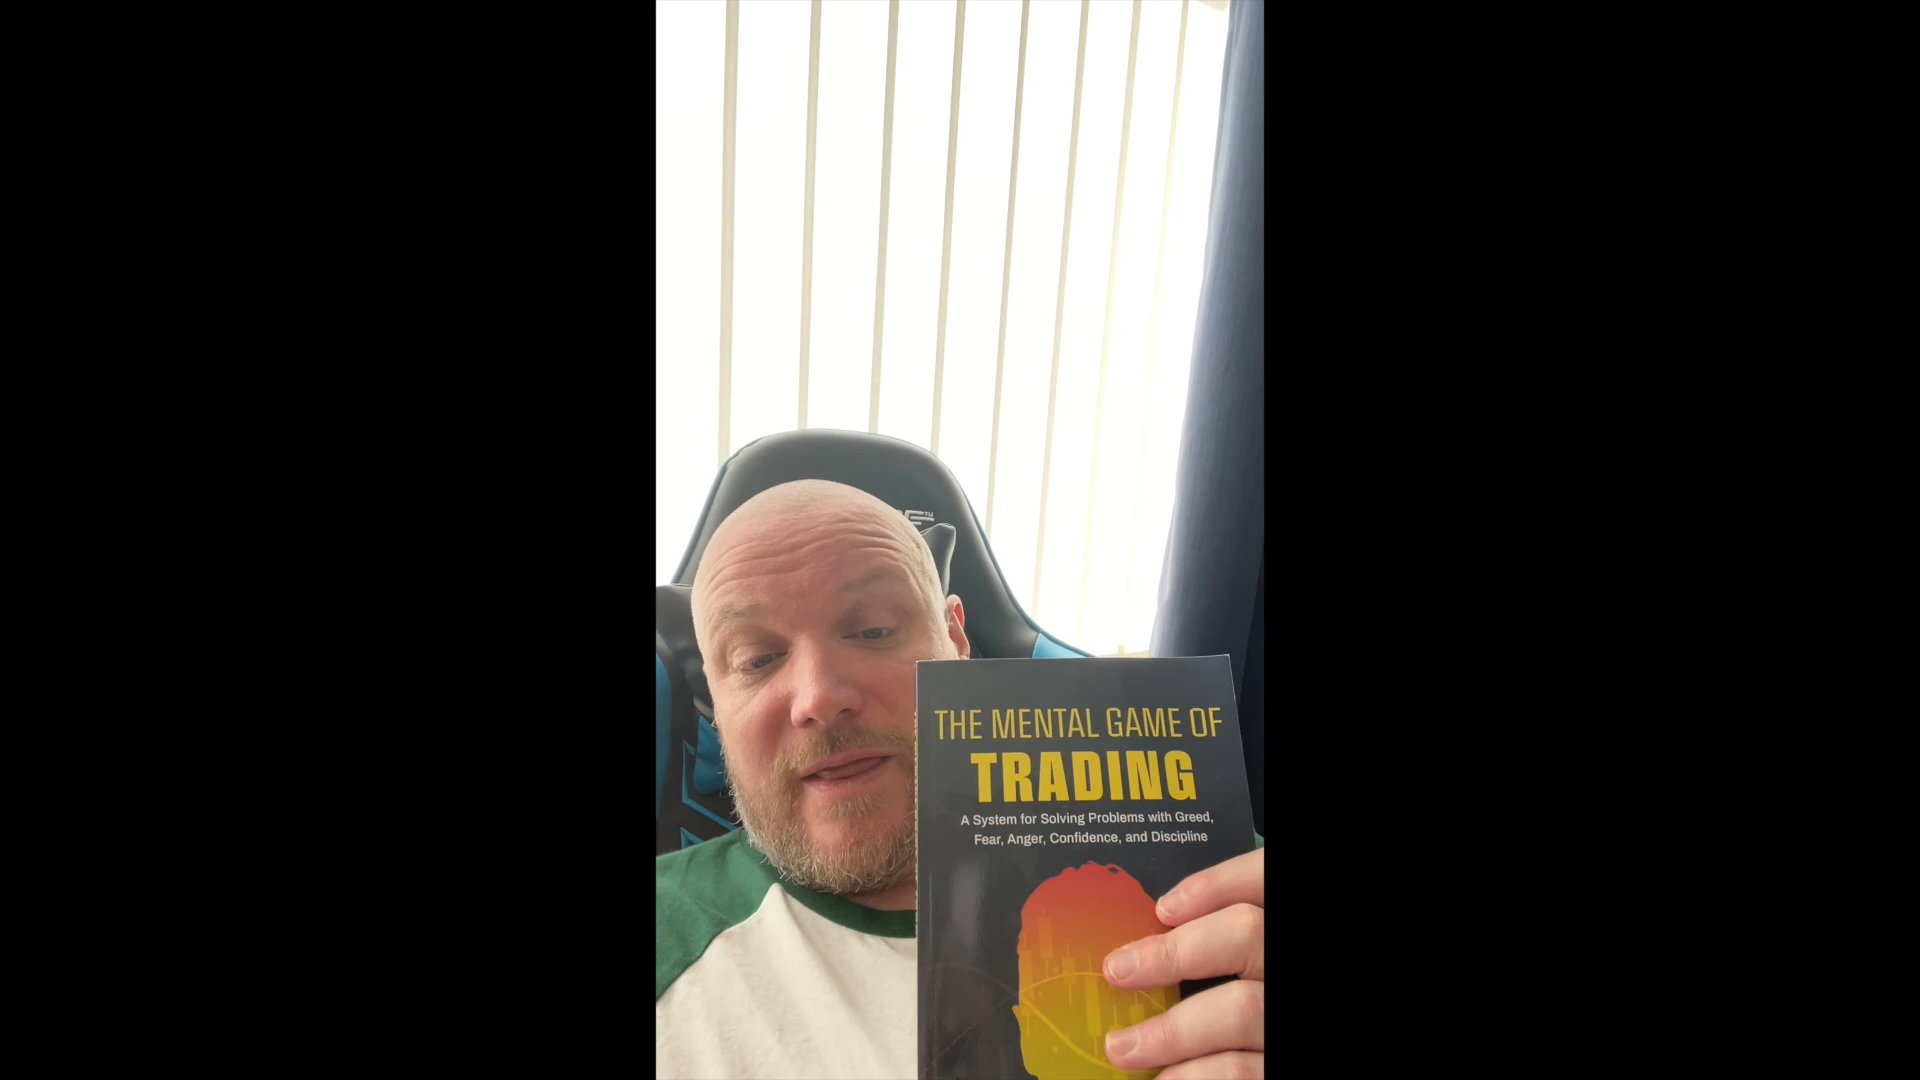 THE MENTAL GAME OF
TRADING
A System for Solving Problems with Greed,
Fear, Anger, Confidence, and Discipline